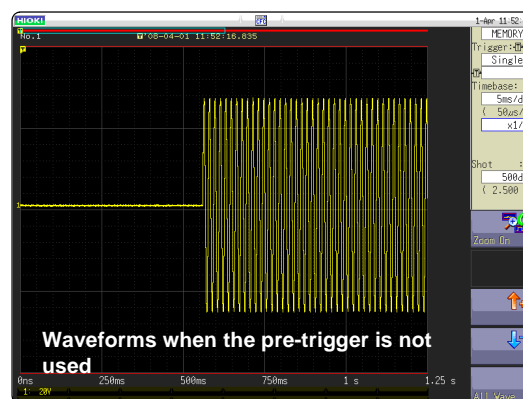 HIOKI
1-Apr 11:52
No.1
'08-04-01 11:52:16.835
MEMORY
Trigger:
Single
Timebase:
5ms/d
( 50µs/
x1/
Shot :
500d
( 2.500
Zoom On
1
Waveforms when the pre-trigger is not
used
0ns 250ms 500ms 750ms 1 s 1.25 s
1: 20V
All Wave